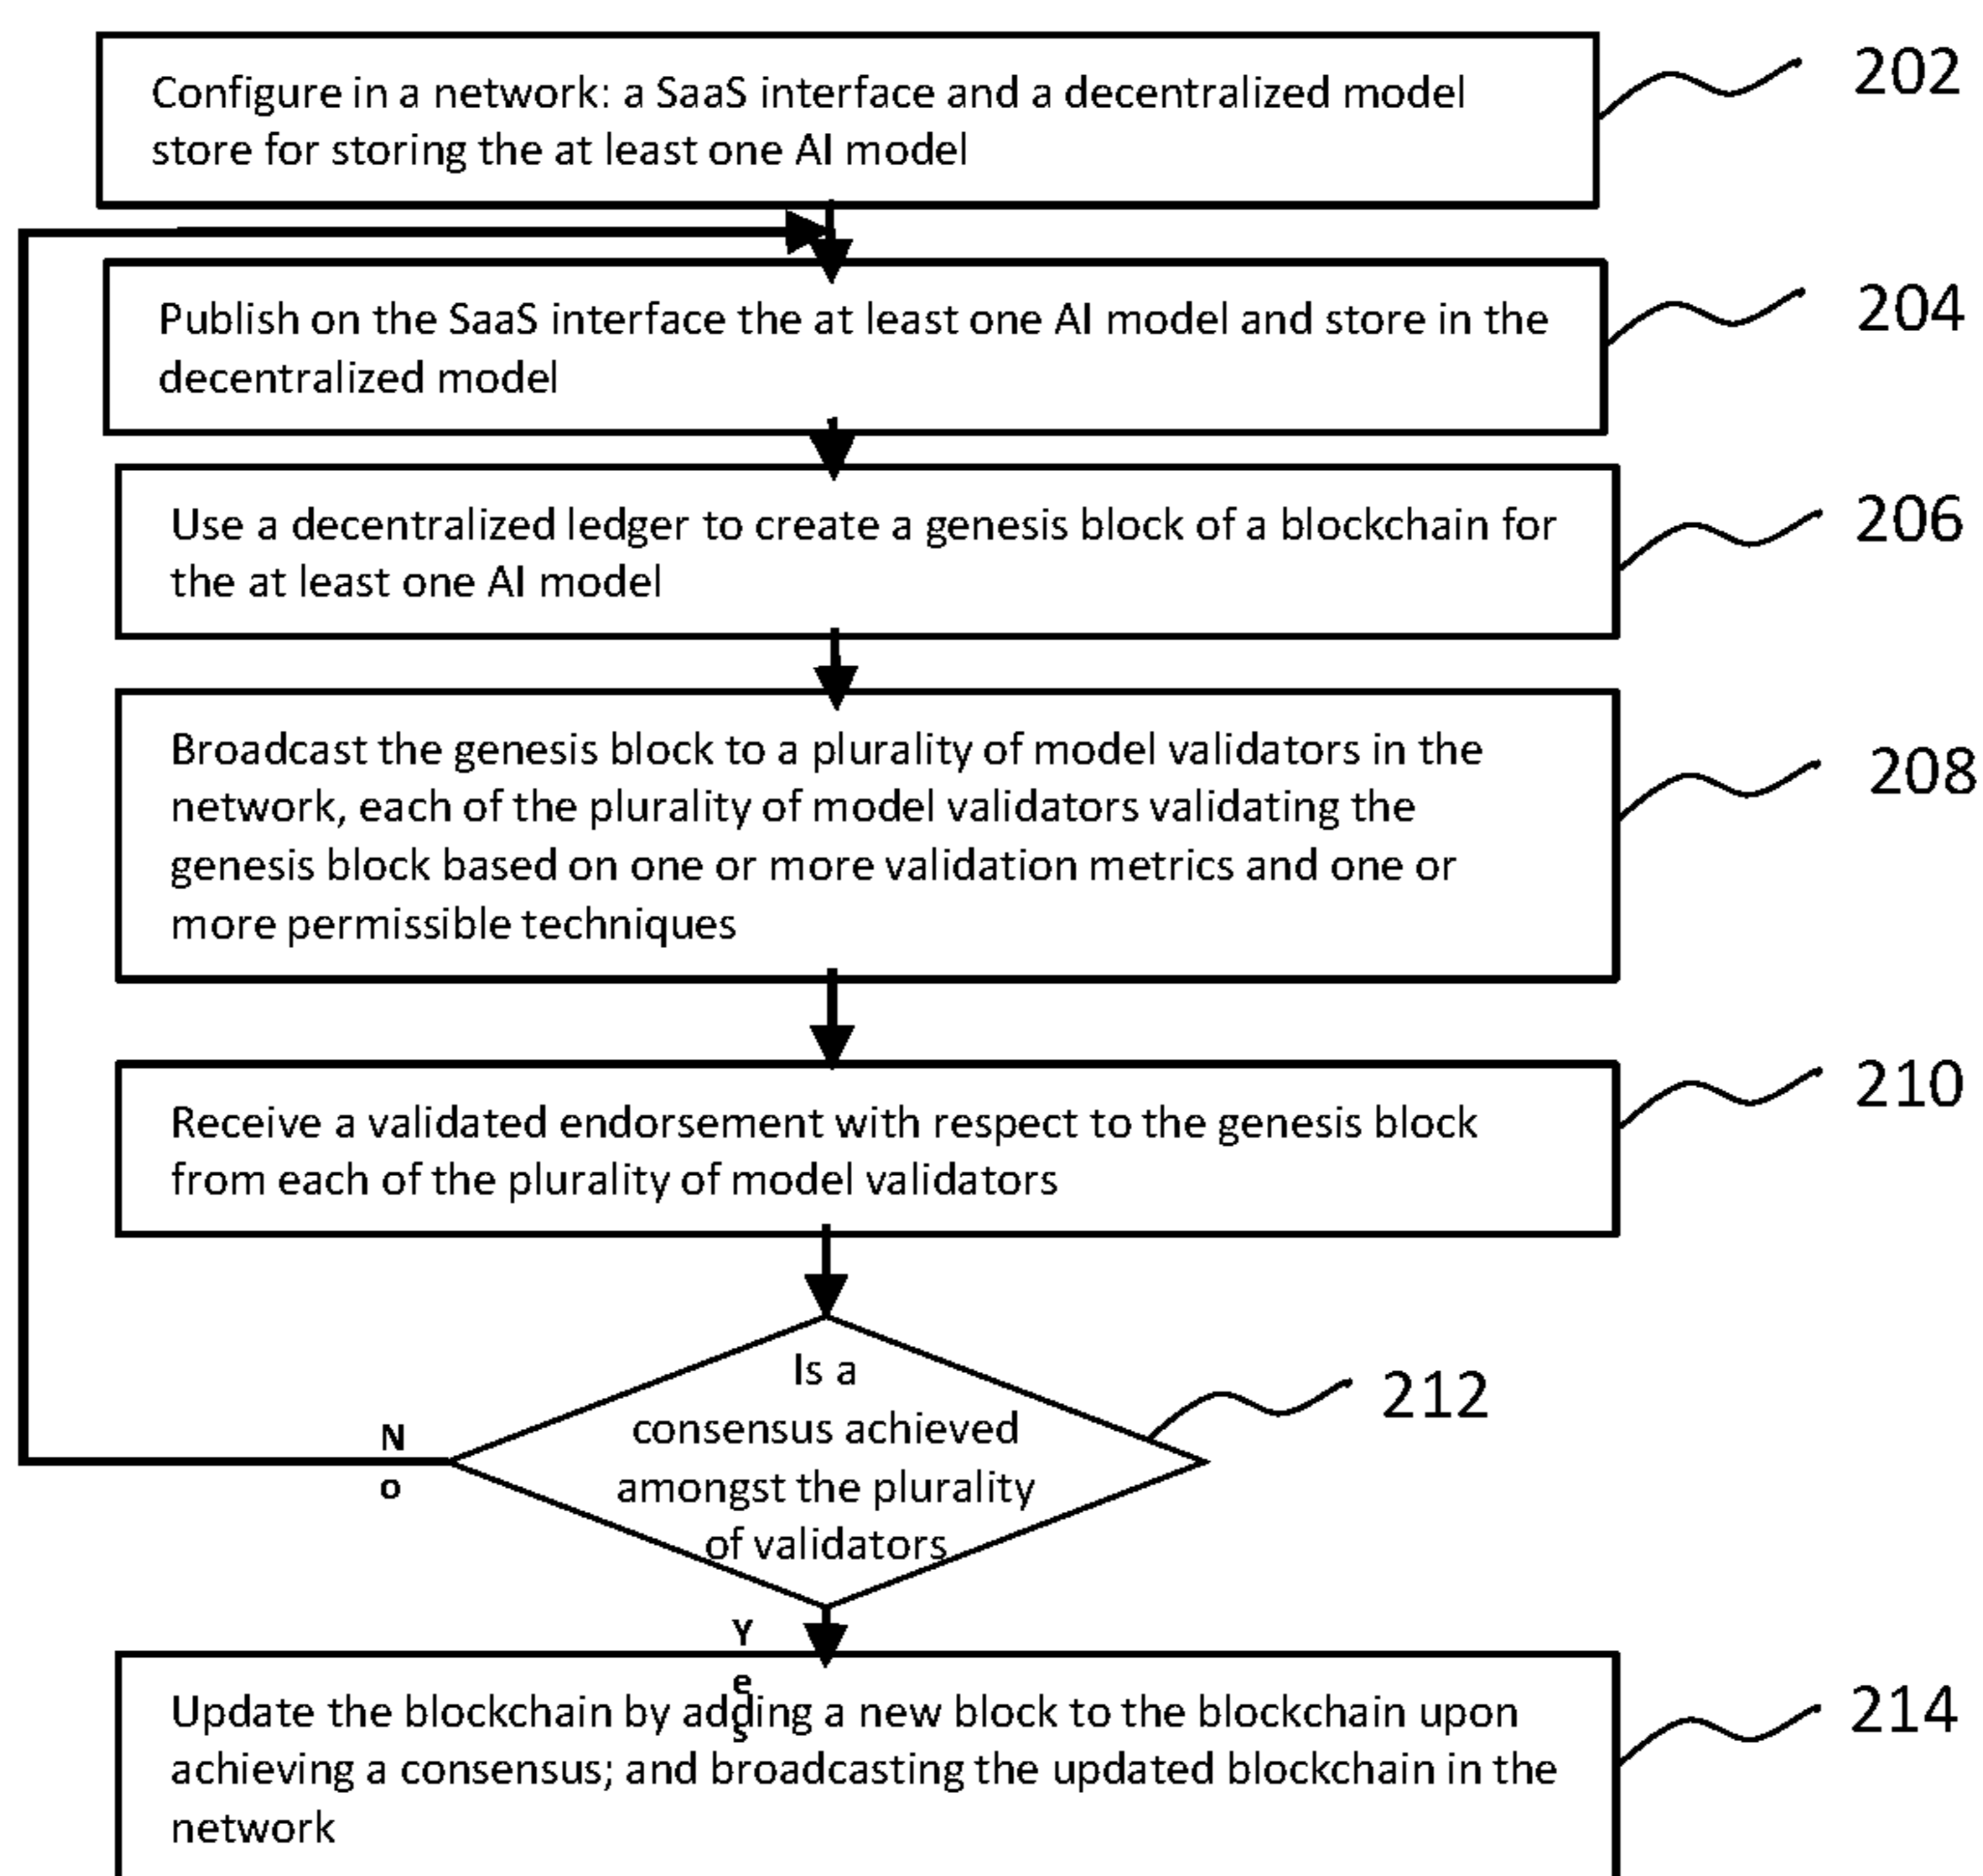 Configure in a network: a SaaS interface and a decentralized model
store for storing the at least one AI model
202
Publish on the SaaS interface the at least one AI model and store in the
decentralized model
204
Use a decentralized ledger to create a genesis block of a blockchain for
the at least one AI model
206
Broadcast the genesis block to a plurality of model validators in the
network, each of the plurality of model validators validating the
genesis block based on one or more validation metrics and one or
more permissible techniques
208
Receive a validated endorsement with respect to the genesis block
from each of the plurality of model validators
210
Is a
consensus achieved
amongst the plurality
of validators
212
No
Yes
Update the blockchain by adding a new block to the blockchain upon
achieving a consensus; and broadcasting the updated blockchain in the
network
214